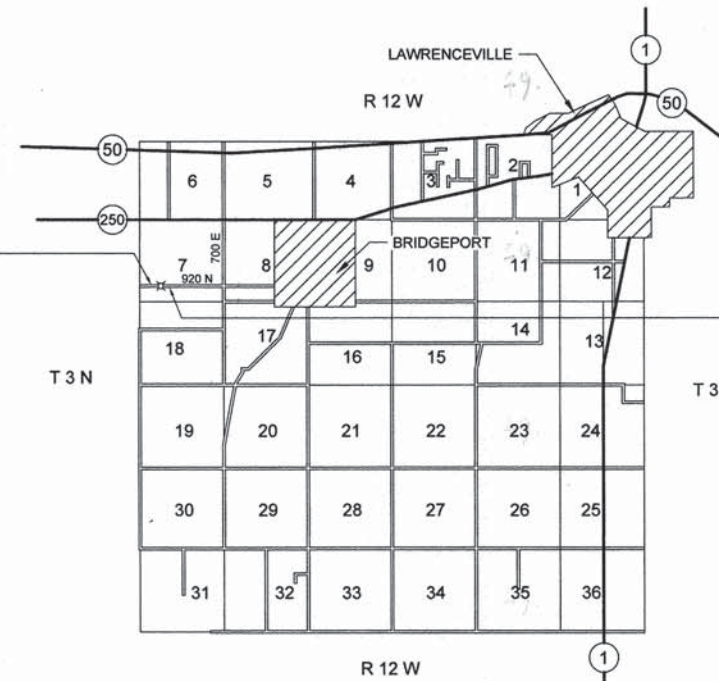 1
LAWRENCEVILLE
R 12 W
50
50
6 5 4 3 2 1
250
BRIDGEPORT
700 E
7 8 9 10 11 12
920 N
18 17 16 15 14 13
T 3 N T 3
19 20 21 22 23 24
30 29 28 27 26 25
31 32 33 34 35 36
1
R 12 W